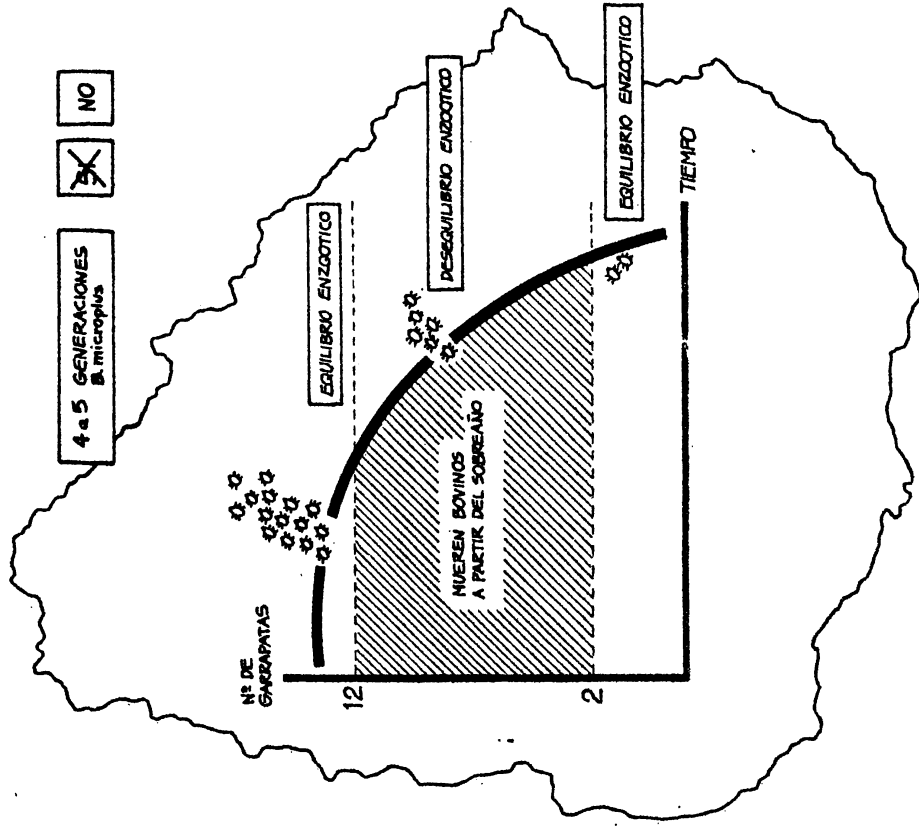 4 a 5 GENERACIONES
B. microplus
SI
NO
Nº DE
GARRAPATAS
12
2
EQUILIBRIO ENZOOTICO
DESEQUILIBRIO ENZOOTICO
EQUILIBRIO ENZOOTICO
MUEREN BOVINOS
A PARTIR DEL SOBREAÑO
TIEMPO